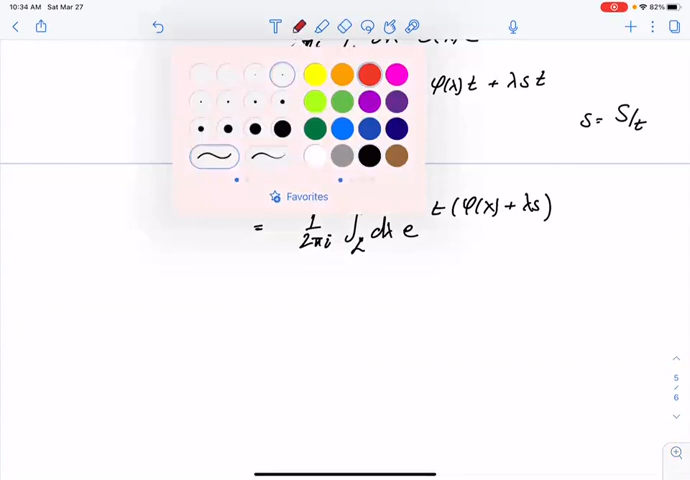 10:34 AM Sat Mar 27
82%
φ(λ)t + λst
s = S/t
Favorites
= 1/2πi ∫_L dλ e^{t(φ(λ) + λs)}
5
/
6